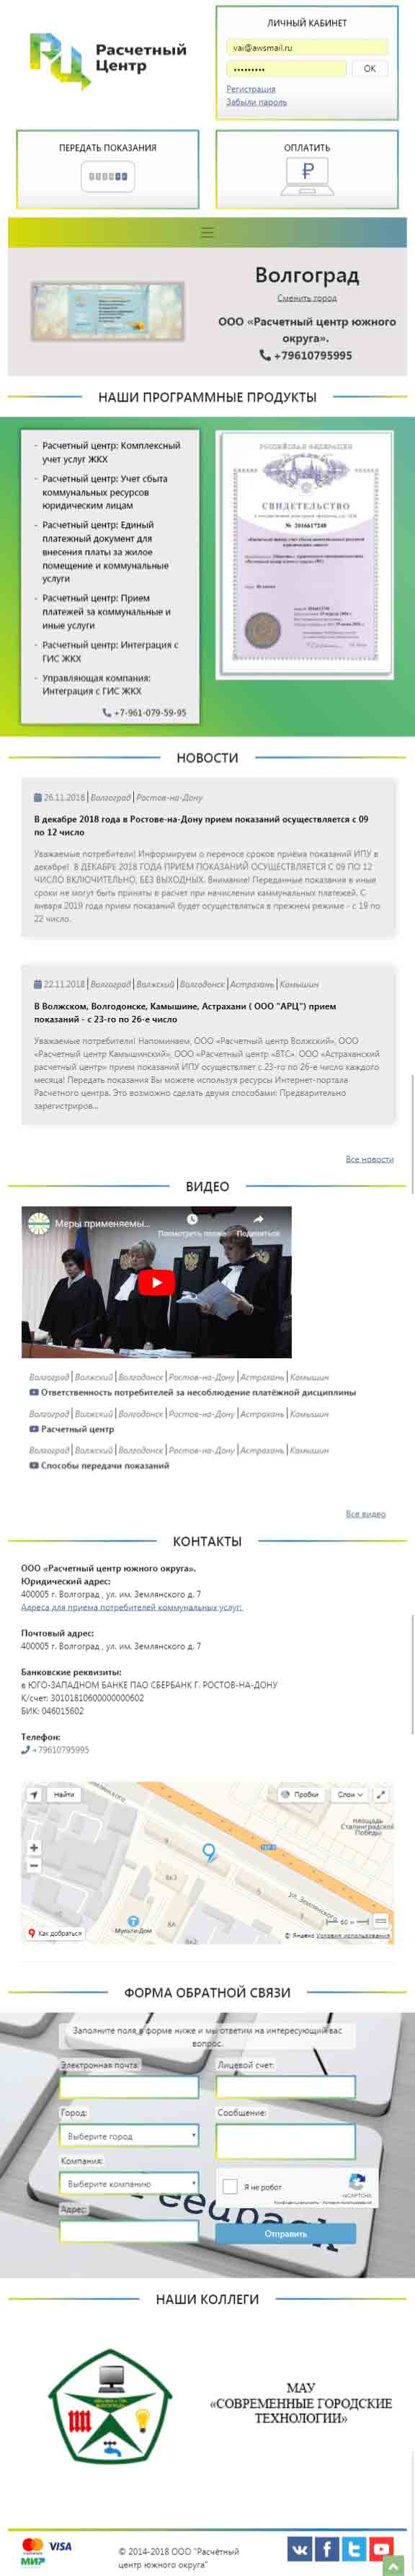 Расчетный
Центр
ЛИЧНЫЙ КАБИНЕТ
vai@awsmail.ru
•••••••••
OK
Регистрация
Забыли пароль
ПЕРЕДАТЬ ПОКАЗАНИЯ
ОПЛАТИТЬ
Волгоград
Сменить город
ООО «Расчетный центр южного
округа».
+79610795995
НАШИ ПРОГРАММНЫЕ ПРОДУКТЫ
- Расчетный центр: Комплексный
учет услуг ЖКХ
- Расчетный центр: Учет сбыта
коммунальных ресурсов
юридическим лицам
- Расчетный центр: Единый
платежный документ для
внесения платы за жилое
помещение и коммунальные
услуги
- Расчетный центр: Прием
платежей за коммунальные и
иные услуги
- Расчетный центр: Интеграция с
ГИС ЖКХ
- Управляющая компания:
Интеграция с ГИС ЖКХ
+7-961-079-59-95
РОССИЙСКАЯ ФЕДЕРАЦИЯ
СВИДЕТЕЛЬСТВО
№ 2016617248
НОВОСТИ
26.11.2018 | Волгоград | Ростов-на-Дону
В декабре 2018 года в Ростове-на-Дону прием показаний осуществляется с 09
по 12 число
Уважаемые потребители! Информируем о переносе сроков приёма показаний ИПУ в
декабре! В ДЕКАБРЕ 2018 ГОДА ПРИЕМ ПОКАЗАНИЙ ОСУЩЕСТВЛЯЕТСЯ С 09 ПО 12
ЧИСЛО ВКЛЮЧИТЕЛЬНО, БЕЗ ВЫХОДНЫХ. Внимание! Переданные показания в иные
сроки не могут быть приняты в расчет при начислении коммунальных платежей. С
января 2019 года прием показаний будет осуществляться в прежнем режиме - с 19 по
22 число.
22.11.2018 | Волгоград | Волжский | Волгодонск | Астрахань | Камышин
В Волжском, Волгодонске, Камышине, Астрахани ( ООО "АРЦ") прием
показаний - с 23-го по 26-е число
Уважаемые потребители! Напоминаем, ООО «Расчетный центр Волжский», ООО
«Расчетный центр Камышинский», ООО «Расчетный центр «ВТС», ООО «Астраханский
расчетный центр» прием показаний ИПУ осуществляет с 23-го по 26-е число каждого
месяца! Передать показания Вы можете используя ресурсы Интернет-портала
Расчетного центра. Это возможно сделать двумя способами: Предварительно
зарегистриров...
Все новости
ВИДЕО
Меры применяемы...
Посмотреть позже
Поделиться
Волгоград | Волжский | Волгодонск | Ростов-на-Дону | Астрахань | Камышин
Ответственность потребителей за несоблюдение платёжной дисциплины
Волгоград | Волжский | Волгодонск | Ростов-на-Дону | Астрахань | Камышин
Расчетный центр
Волгоград | Волжский | Волгодонск | Ростов-на-Дону | Астрахань | Камышин
Способы передачи показаний
Все видео
КОНТАКТЫ
ООО «Расчетный центр южного округа».
Юридический адрес:
400005 г. Волгоград , ул. им. Землянского д. 7
Адреса для приема потребителей коммунальных услуг:
Почтовый адрес:
400005 г. Волгоград , ул. им. Землянского д. 7
Банковские реквизиты:
в ЮГО-ЗАПАДНОМ БАНКЕ ПАО СБЕРБАНК Г. РОСТОВ-НА-ДОНУ
К/счет: 30101810600000000602
БИК: 046015602
Телефон:
+79610795995
Найти
Пробки
Слои
площадь
Сталинградской
Победы
8к3
ул. Землянского
Мульти-Дом
8А
8к2
50 м
Как добраться
© Яндекс Условия использования
ФОРМА ОБРАТНОЙ СВЯЗИ
Заполните поля в форме ниже и мы ответим на интересующий вас
вопрос.
Электронная почта:
Лицевой счет:
Город:
Сообщение:
Выберите город
Компания:
Выберите компанию
Я не робот
reCAPTCHA
Конфиденциальность - Условия использования
Адрес:
Feedback
Отправить
НАШИ КОЛЛЕГИ
МАУ
«СОВРЕМЕННЫЕ ГОРОДСКИЕ
ТЕХНОЛОГИИ»
mastercard
VISA
МИР
© 2014-2018 ООО "Расчётный
центр южного округа"